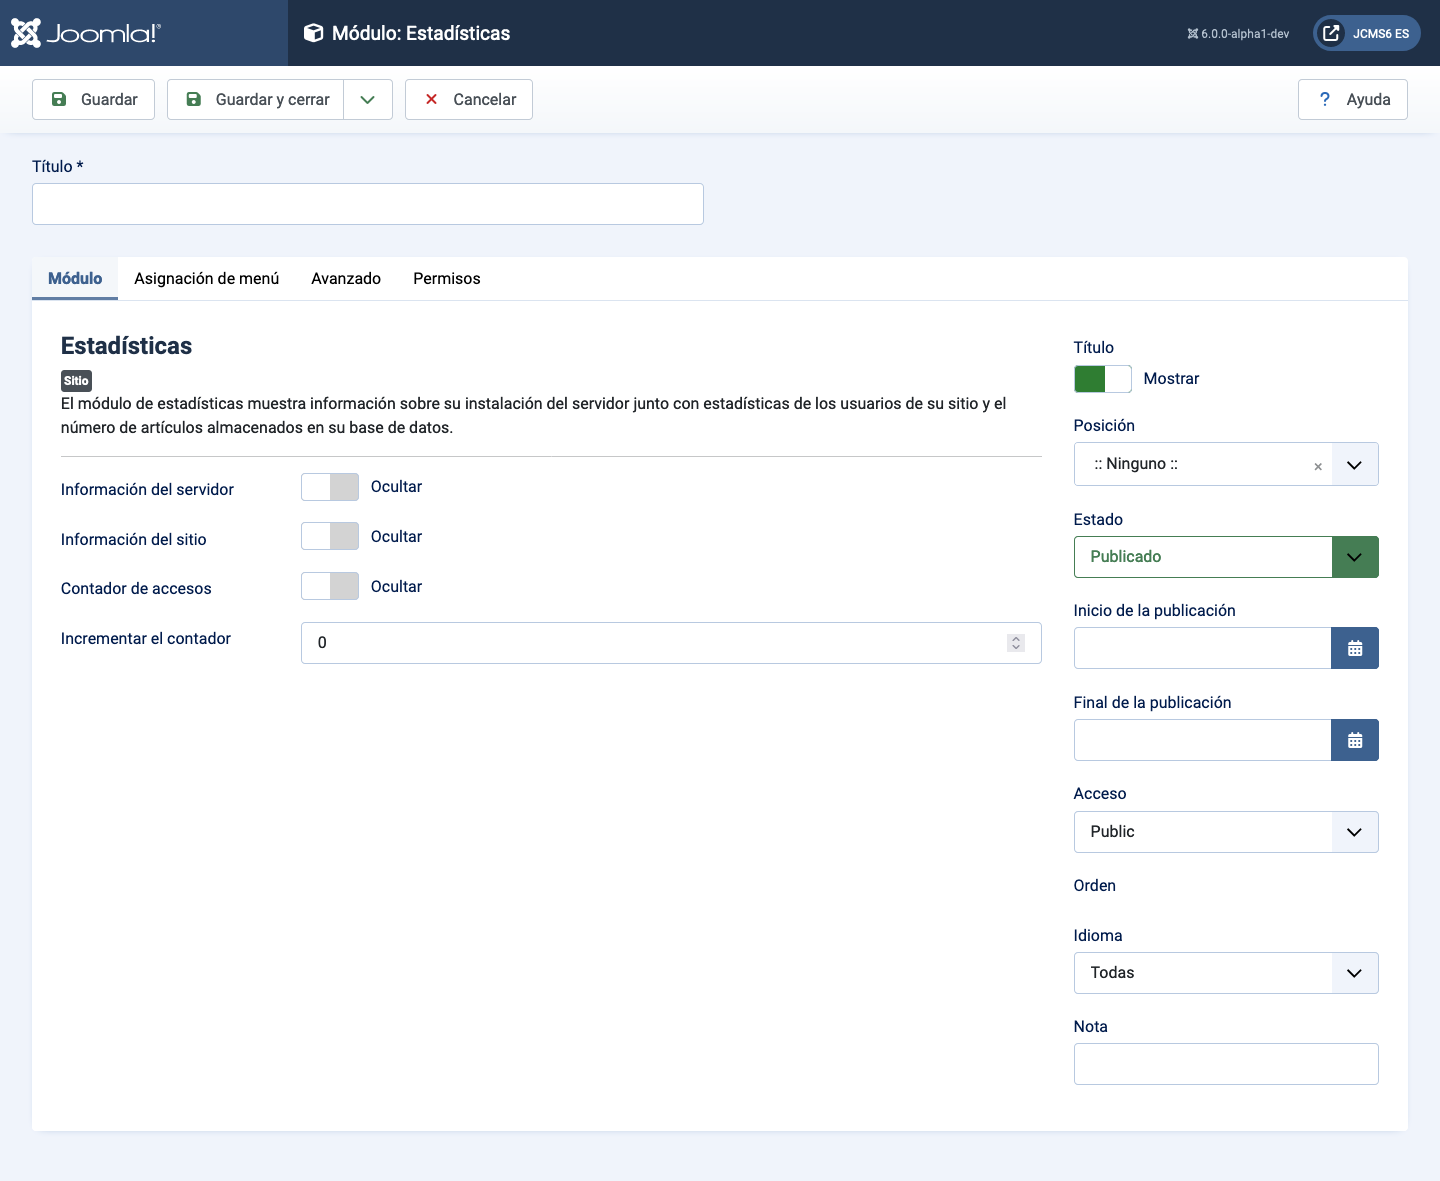 Joomla!®
Módulo: Estadísticas
6.0.0-alpha1-dev
JCMS6 ES
Guardar
Guardar y cerrar
Cancelar
? Ayuda
Título *
Módulo
Asignación de menú
Avanzado
Permisos
Estadísticas
Sitio
El módulo de estadísticas muestra información sobre su instalación del servidor junto con estadísticas de los usuarios de su sitio y el
número de artículos almacenados en su base de datos.
Información del servidor
Ocultar
Información del sitio
Ocultar
Contador de accesos
Ocultar
Incrementar el contador
0
Título
Mostrar
Posición
:: Ninguno ::
×
Estado
Publicado
Inicio de la publicación
Final de la publicación
Acceso
Public
Orden
Idioma
Todas
Nota